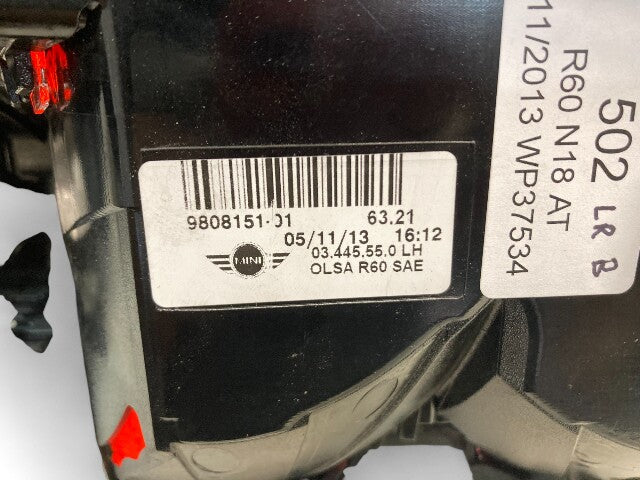 9808151-01 63.21
05/11/13 16:12
MINI
03.445.55.0 LH
OLSA R60 SAE
502 LR B
R60 N18 AT
11/2013 WP37534